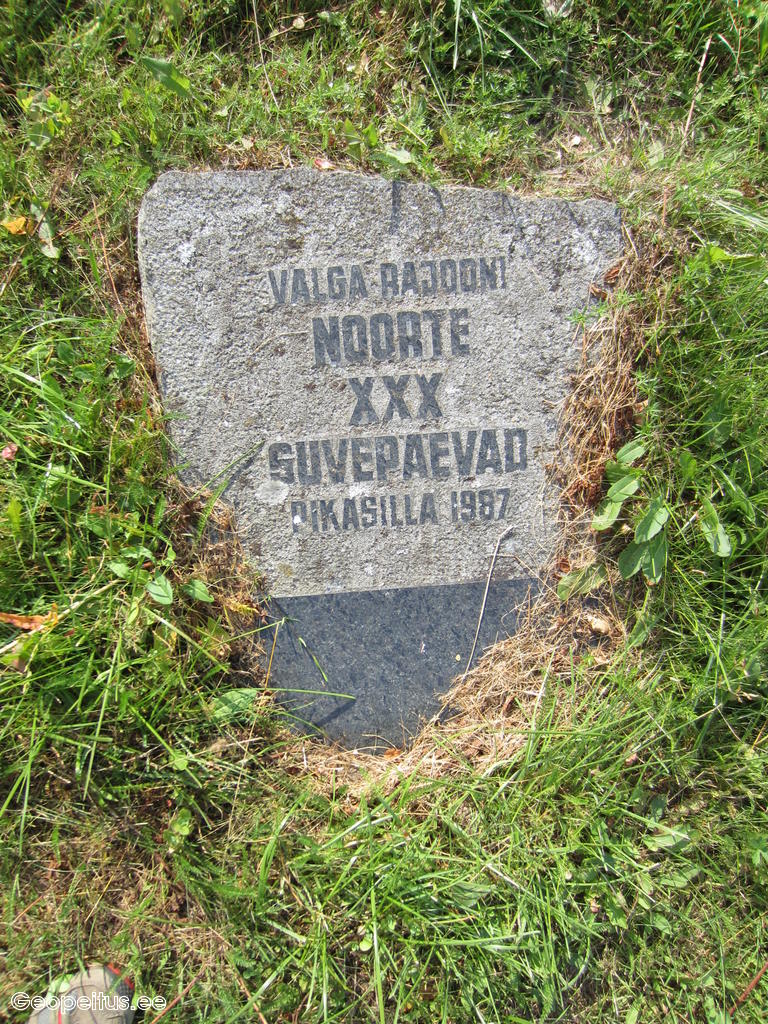 VALGA RAJOONI
NOORTE
XXX
SUVEPÄEVAD
PIKASILLA 1987
Geopeitus.ee